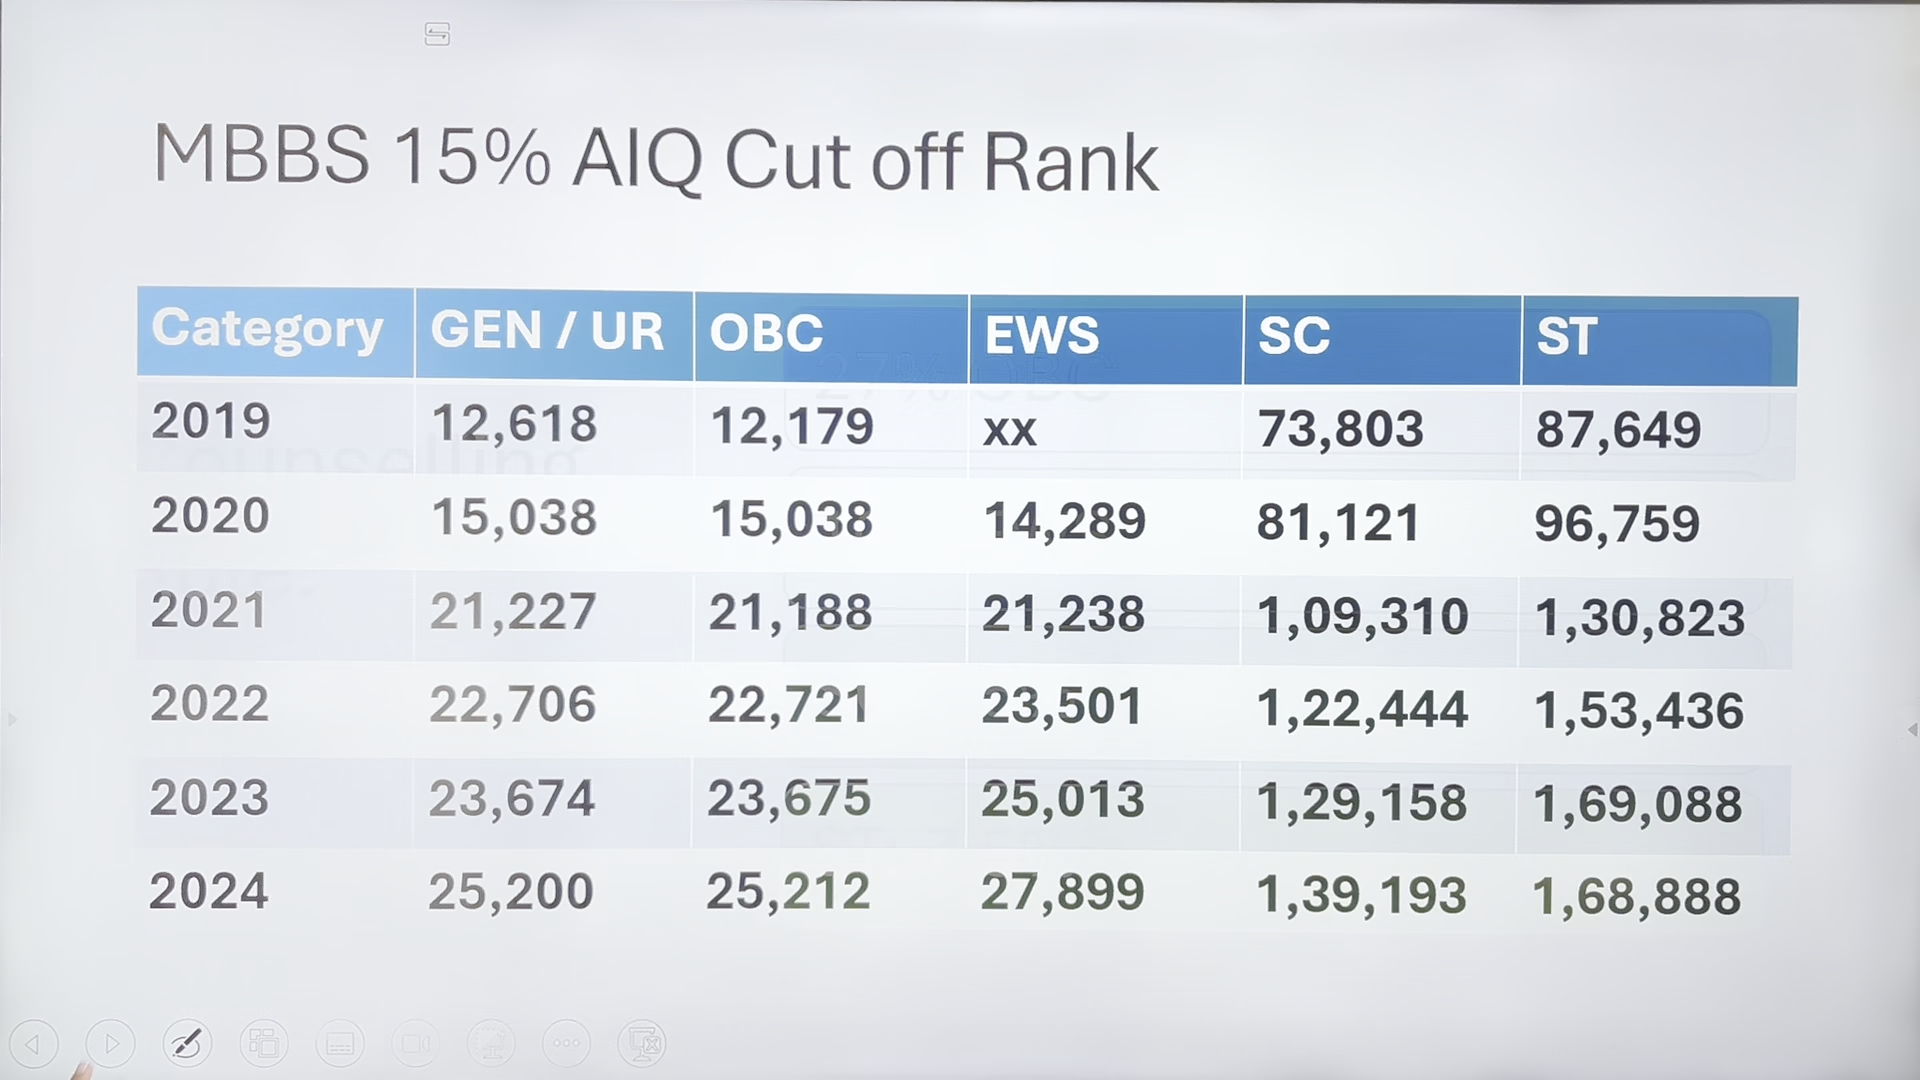 MBBS 15% AIQ Cut off Rank
Category GEN / UR OBC EWS SC ST
2019 12,618 12,179 xx 73,803 87,649
2020 15,038 15,038 14,289 81,121 96,759
2021 21,227 21,188 21,238 1,09,310 1,30,823
2022 22,706 22,721 23,501 1,22,444 1,53,436
2023 23,674 23,675 25,013 1,29,158 1,69,088
2024 25,200 25,212 27,899 1,39,193 1,68,888